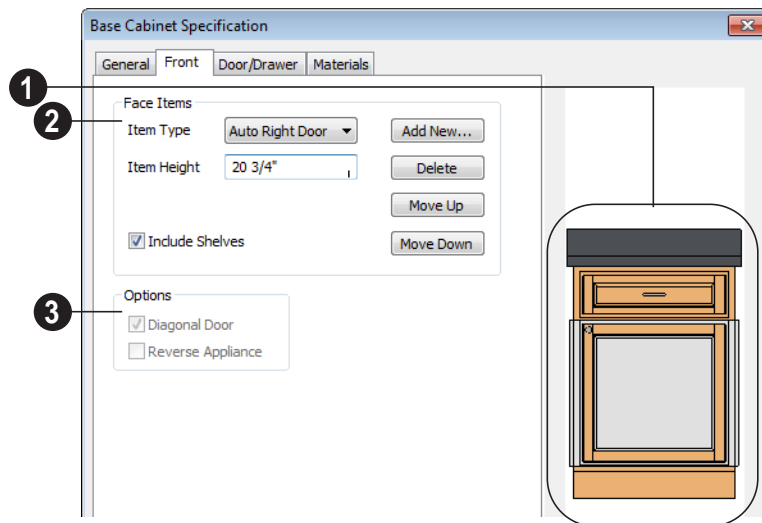 Base Cabinet Specification
General Front Door/Drawer Materials
1
Face Items
2
Item Type Auto Right Door Add New...
Item Height 20 3/4" Delete
Move Up
Include Shelves Move Down
Options
3
Diagonal Door
Reverse Appliance